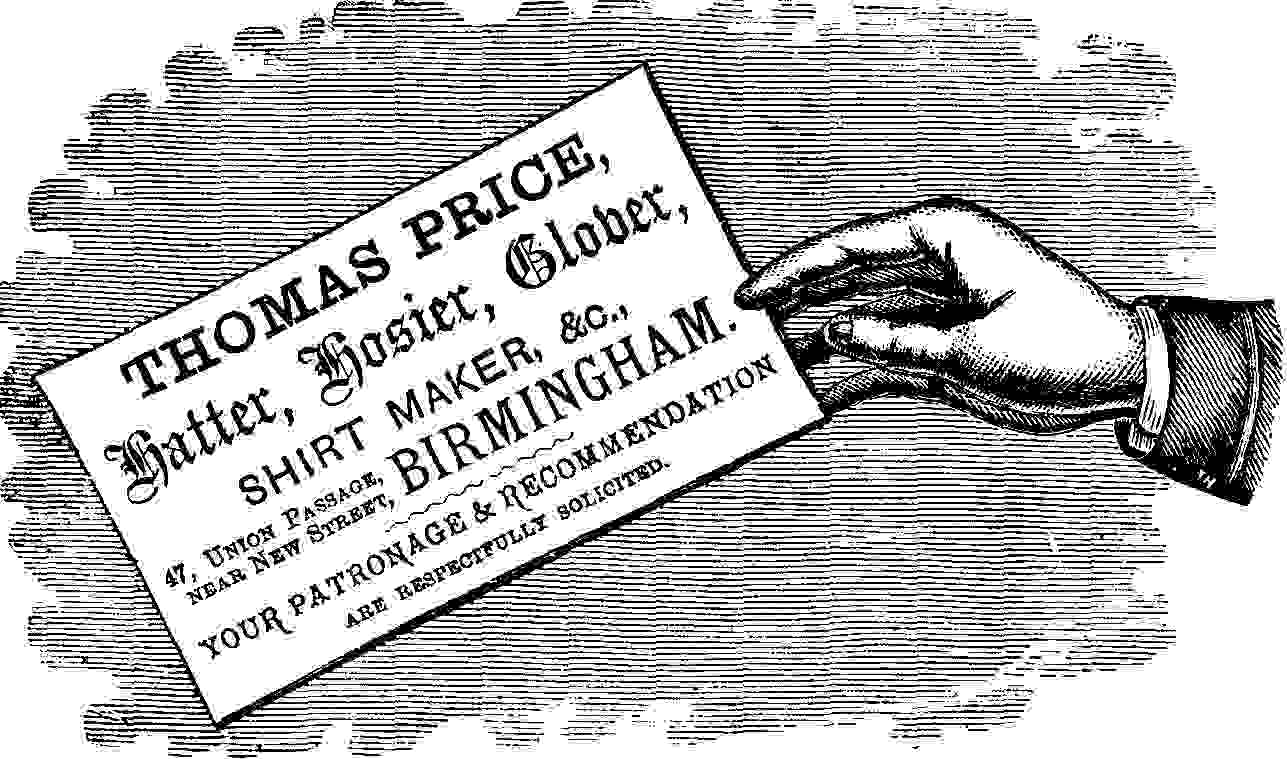 THOMAS PRICE,
Hatter, Hosier, Glover,
SHIRT MAKER, &c.,
47, UNION PASSAGE,
NEAR NEW STREET, BIRMINGHAM.
YOUR PATRONAGE & RECOMMENDATION
ARE RESPECTFULLY SOLICITED.